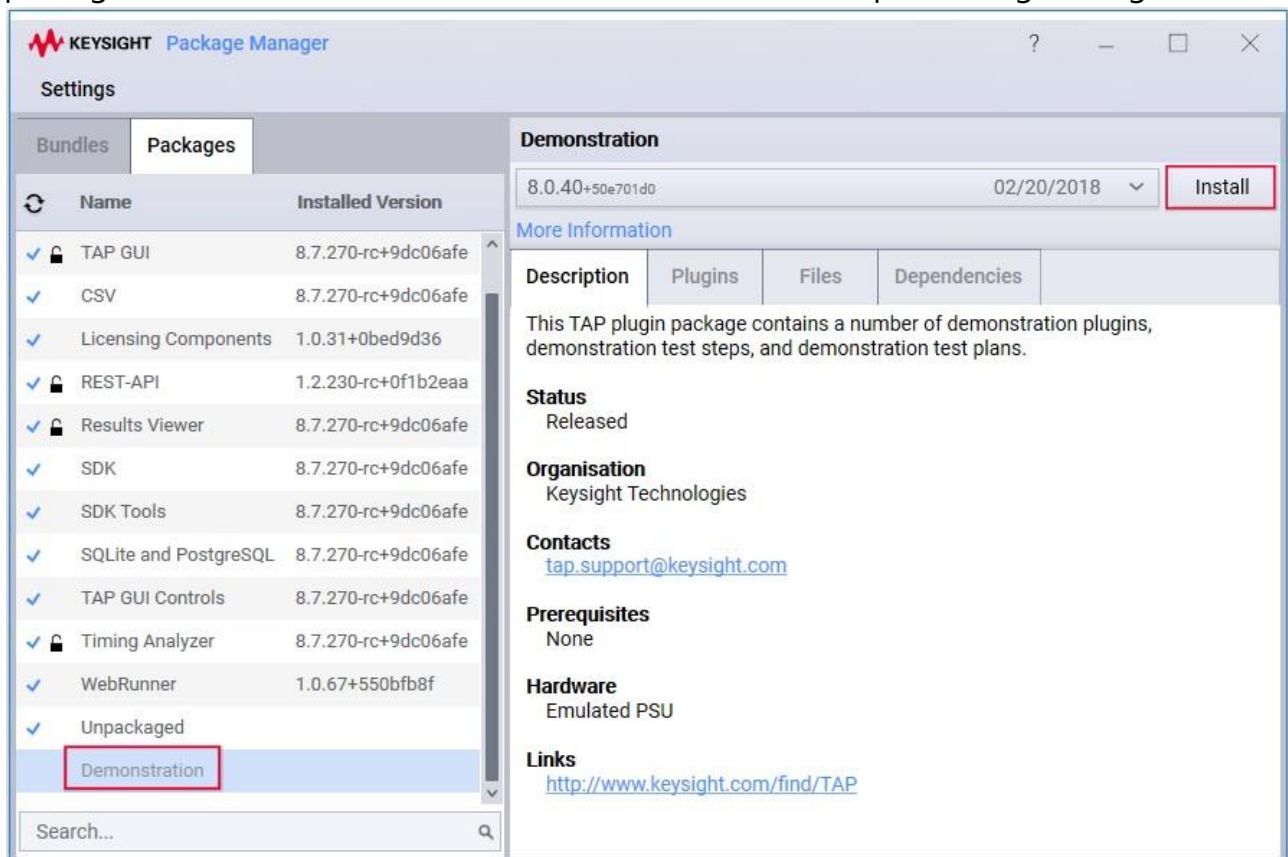 KEYSIGHT Package Manager
?
Settings
Bundles Packages
Name Installed Version
TAP GUI 8.7.270-rc+9dc06afe
CSV 8.7.270-rc+9dc06afe
Licensing Components 1.0.31+0bed9d36
REST-API 1.2.230-rc+0f1b2eaa
Results Viewer 8.7.270-rc+9dc06afe
SDK 8.7.270-rc+9dc06afe
SDK Tools 8.7.270-rc+9dc06afe
SQLite and PostgreSQL 8.7.270-rc+9dc06afe
TAP GUI Controls 8.7.270-rc+9dc06afe
Timing Analyzer 8.7.270-rc+9dc06afe
WebRunner 1.0.67+550bfb8f
Unpackaged
Demonstration
Search...
Demonstration
8.0.40+50e701d0 02/20/2018 Install
More Information
Description Plugins Files Dependencies
This TAP plugin package contains a number of demonstration plugins,
demonstration test steps, and demonstration test plans.
Status
Released
Organisation
Keysight Technologies
Contacts
tap.support@keysight.com
Prerequisites
None
Hardware
Emulated PSU
Links
http://www.keysight.com/find/TAP